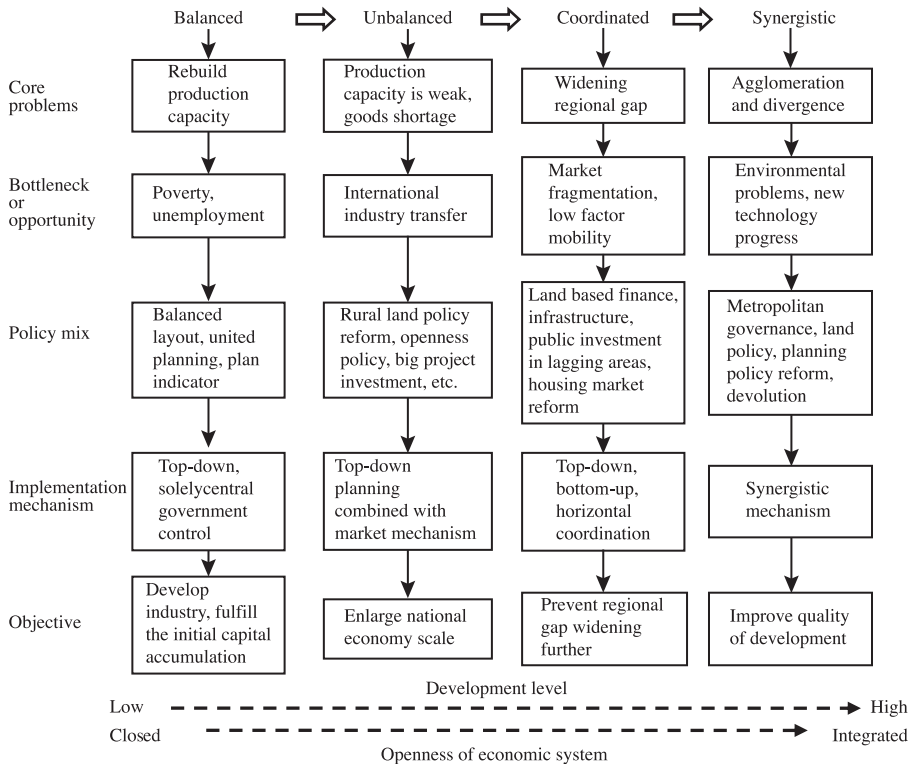 Balanced
Unbalanced
Coordinated
Synergistic
Core
problems
Rebuild
production
capacity
Production
capacity is weak,
goods shortage
Widening
regional gap
Agglomeration
and divergence
Bottleneck
or
opportunity
Poverty,
unemployment
International
industry transfer
Market
fragmentation,
low factor
mobility
Environmental
problems, new
technology
progress
Policy mix
Balanced
layout, united
planning, plan
indicator
Rural land policy
reform, openness
policy, big project
investment, etc.
Land based finance,
infrastructure,
public investment
in lagging areas,
housing market
reform
Metropolitan
governance, land
policy, planning
policy reform,
devolution
Implementation
mechanism
Top-down,
solelycentral
government
control
Top-down
planning
combined with
market mechanism
Top-down,
bottom-up,
horizontal
coordination
Synergistic
mechanism
Objective
Develop
industry, fulfill
the initial capital
accumulation
Enlarge national
economy scale
Prevent regional
gap widening
further
Improve quality
of development
Development level
Low
High
Closed
Integrated
Openness of economic system